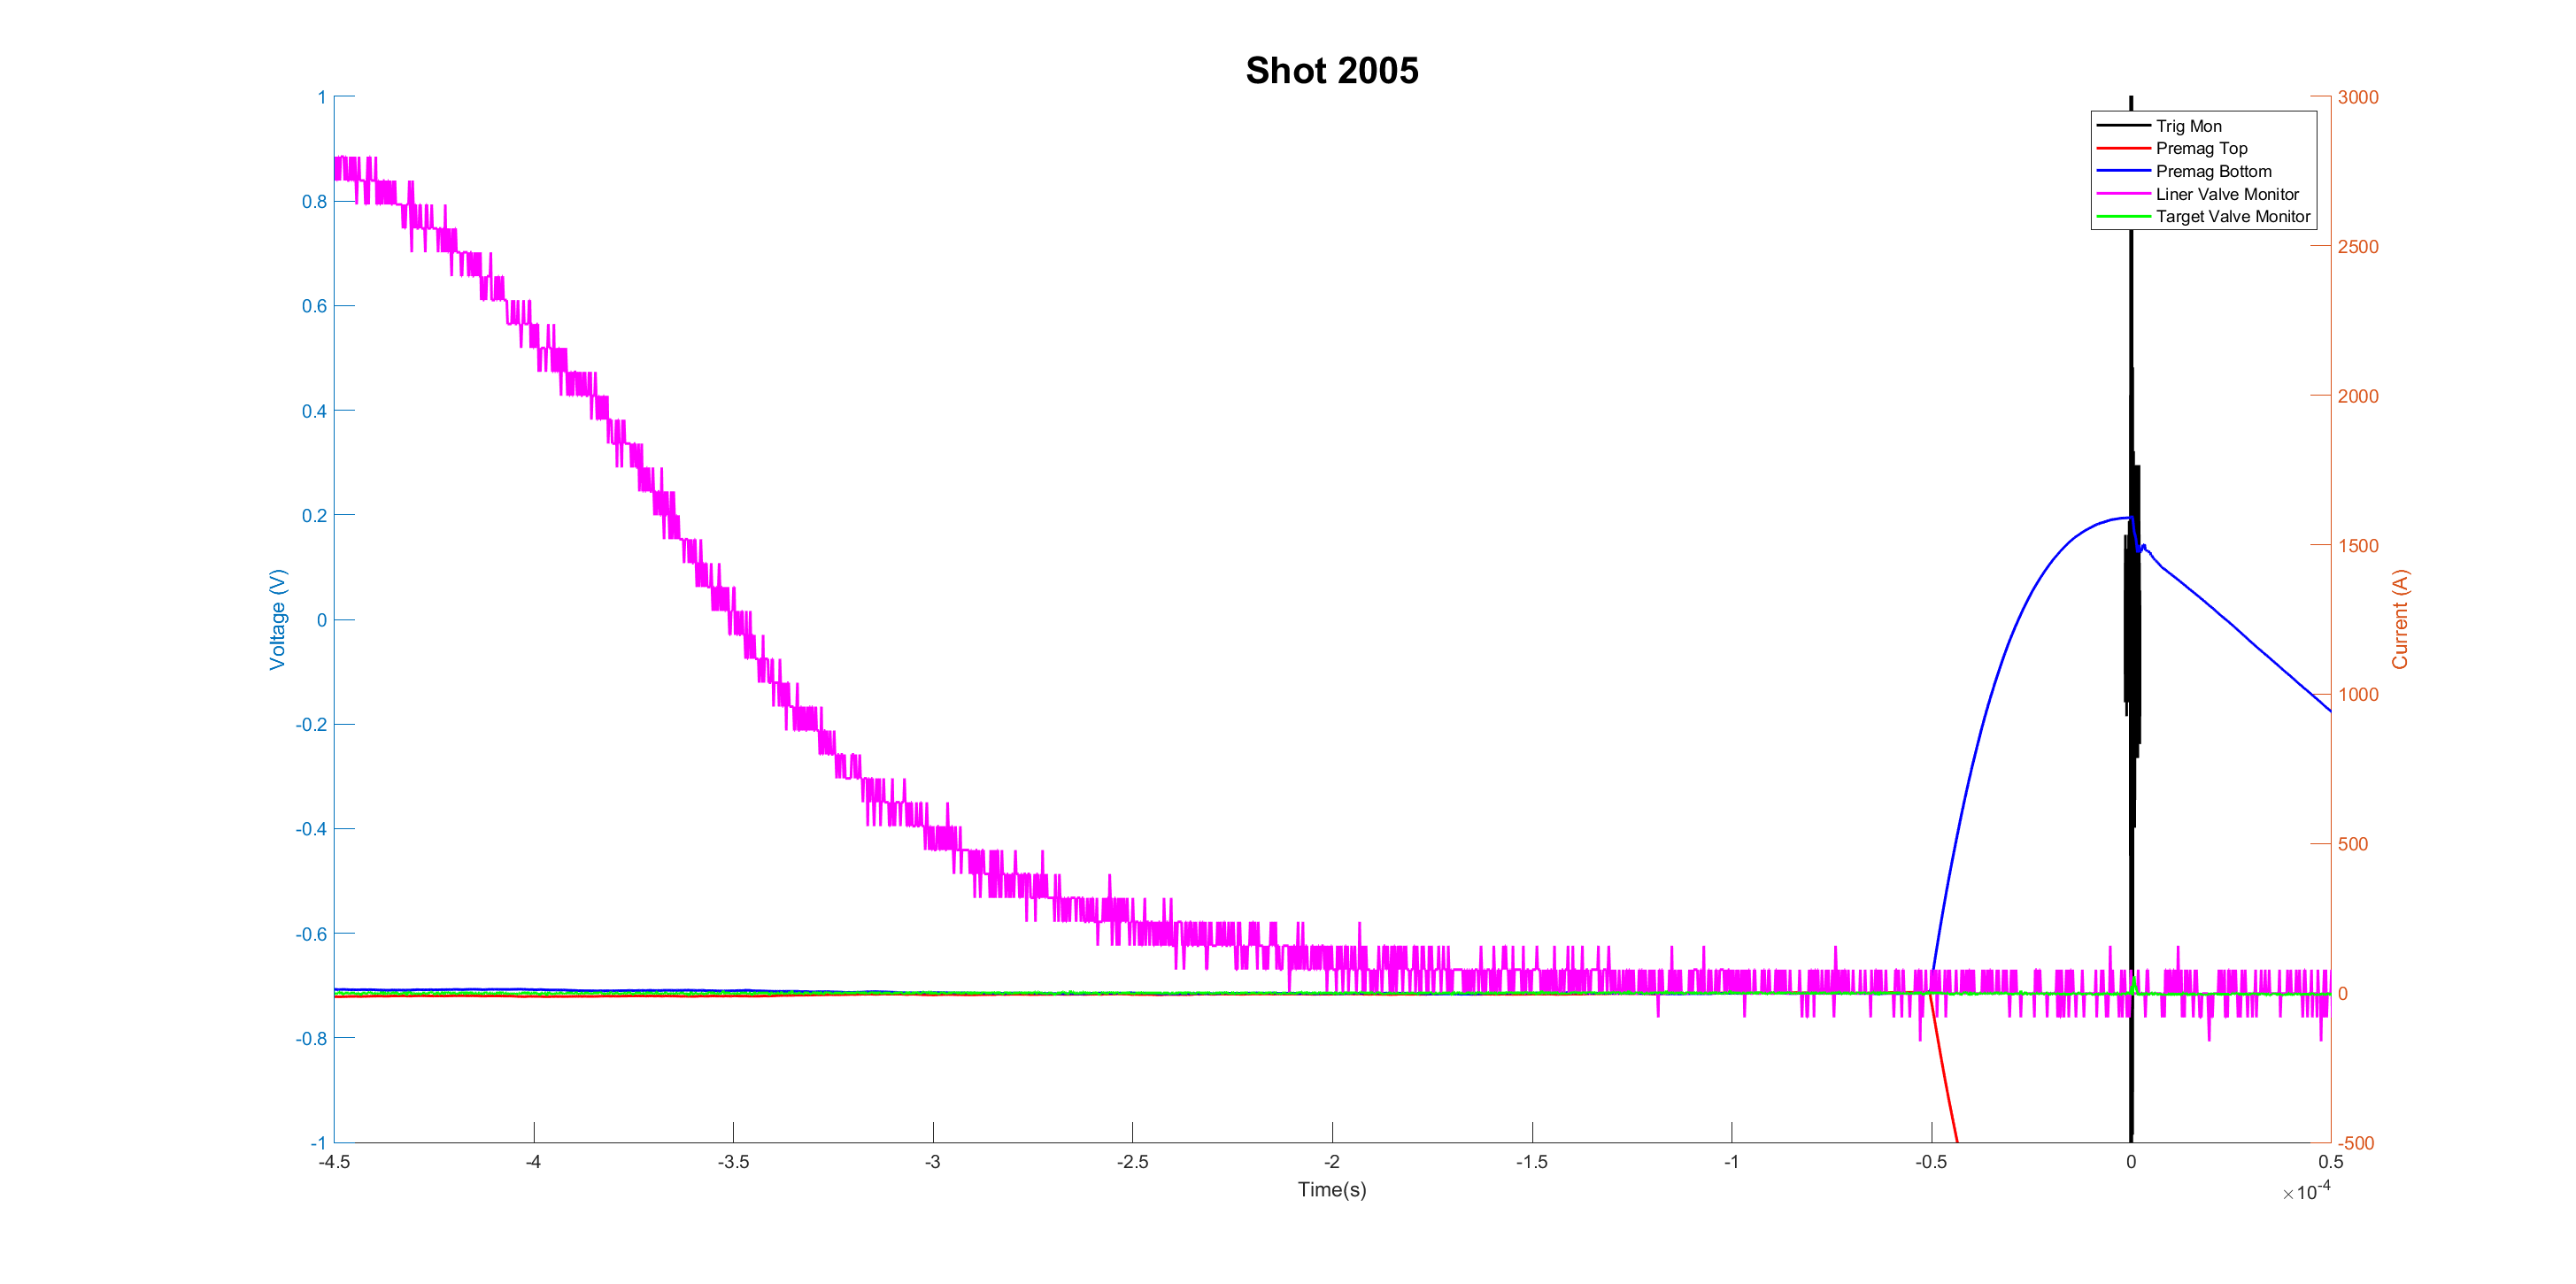 Shot 2005
1
0.8
0.6
0.4
0.2
0
-0.2
-0.4
-0.6
-0.8
-1
Voltage (V)
Trig Mon
Premag Top
Premag Bottom
Liner Valve Monitor
Target Valve Monitor
3000
2500
2000
1500
1000
500
0
-500
Current (A)
-4.5 -4 -3.5 -3 -2.5 -2 -1.5 -1 -0.5 0 0.5
Time(s)
×10-4